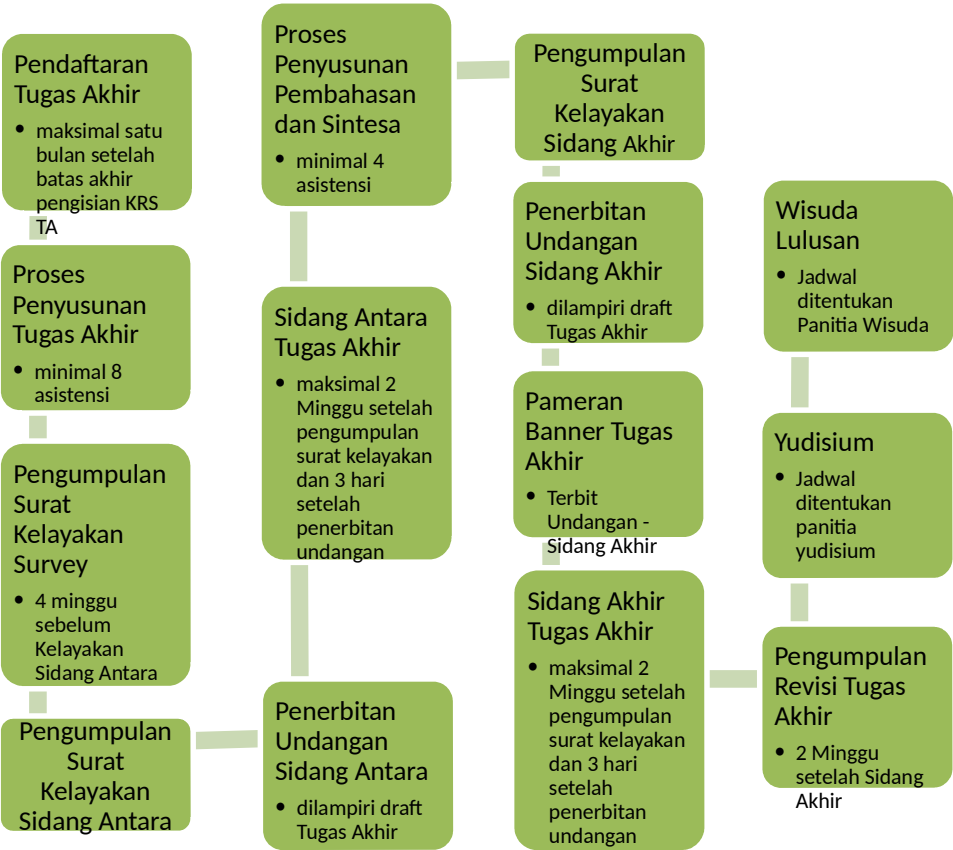 Pendaftaran
Tugas Akhir
• maksimal satu
bulan setelah
batas akhir
pengisian KRS
TA
Proses
Penyusunan
Tugas Akhir
• minimal 8
asistensi
Pengumpulan
Surat
Kelayakan
Survey
• 4 minggu
sebelum
Kelayakan
Sidang Antara
Pengumpulan
Surat
Kelayakan
Sidang Antara
Penerbitan
Undangan
Sidang Antara
• dilampiri draft
Tugas Akhir
Sidang Antara
Tugas Akhir
• maksimal 2
Minggu setelah
pengumpulan
surat kelayakan
dan 3 hari
setelah
penerbitan
undangan
Proses
Penyusunan
Pembahasan
dan Sintesa
• minimal 4
asistensi
Pengumpulan
Surat
Kelayakan
Sidang Akhir
Penerbitan
Undangan
Sidang Akhir
• dilampiri draft
Tugas Akhir
Pameran
Banner Tugas
Akhir
• Terbit
Undangan -
Sidang Akhir
Sidang Akhir
Tugas Akhir
• maksimal 2
Minggu setelah
pengumpulan
surat kelayakan
dan 3 hari
setelah
penerbitan
undangan
Pengumpulan
Revisi Tugas
Akhir
• 2 Minggu
setelah Sidang
Akhir
Yudisium
• Jadwal
ditentukan
panitia
yudisium
Wisuda
Lulusan
• Jadwal
ditentukan
Panitia Wisuda